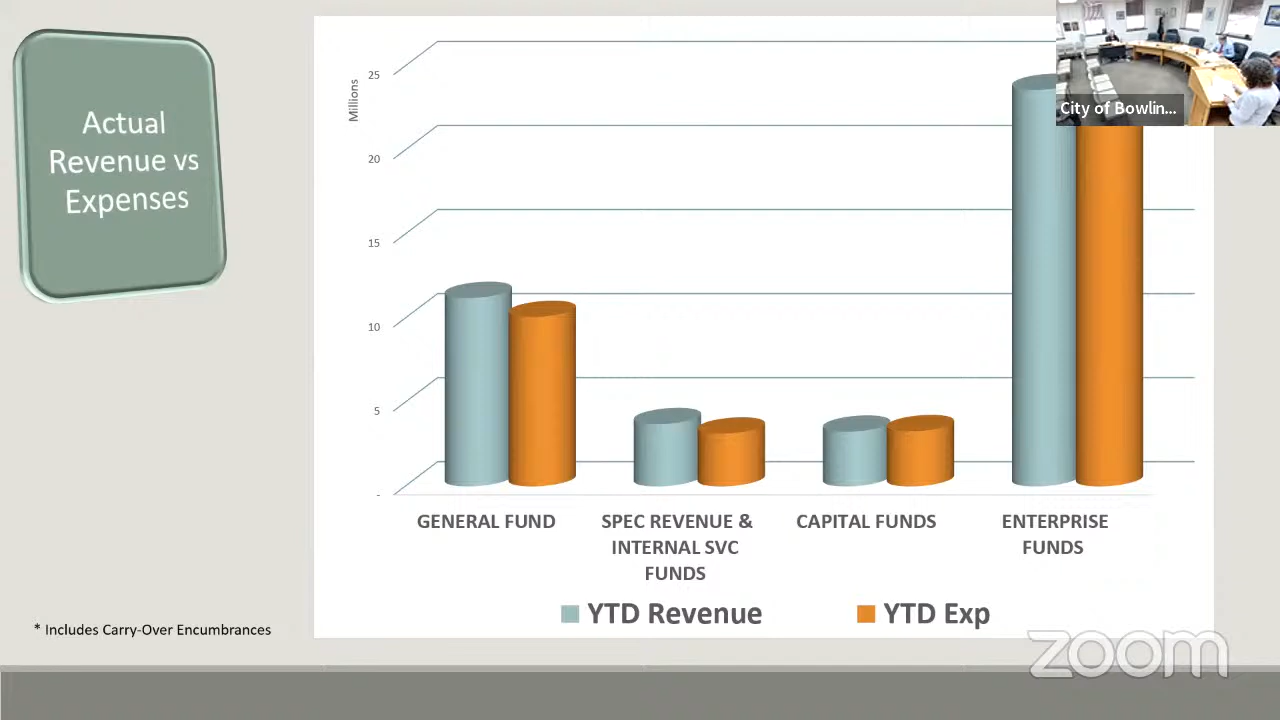 Actual
Revenue vs
Expenses
* Includes Carry-Over Encumbrances
Millions
25
20
15
10
5
-
GENERAL FUND
SPEC REVENUE &
INTERNAL SVC
FUNDS
CAPITAL FUNDS
ENTERPRISE
FUNDS
YTD Revenue
YTD Exp
City of Bowlin...
zoom